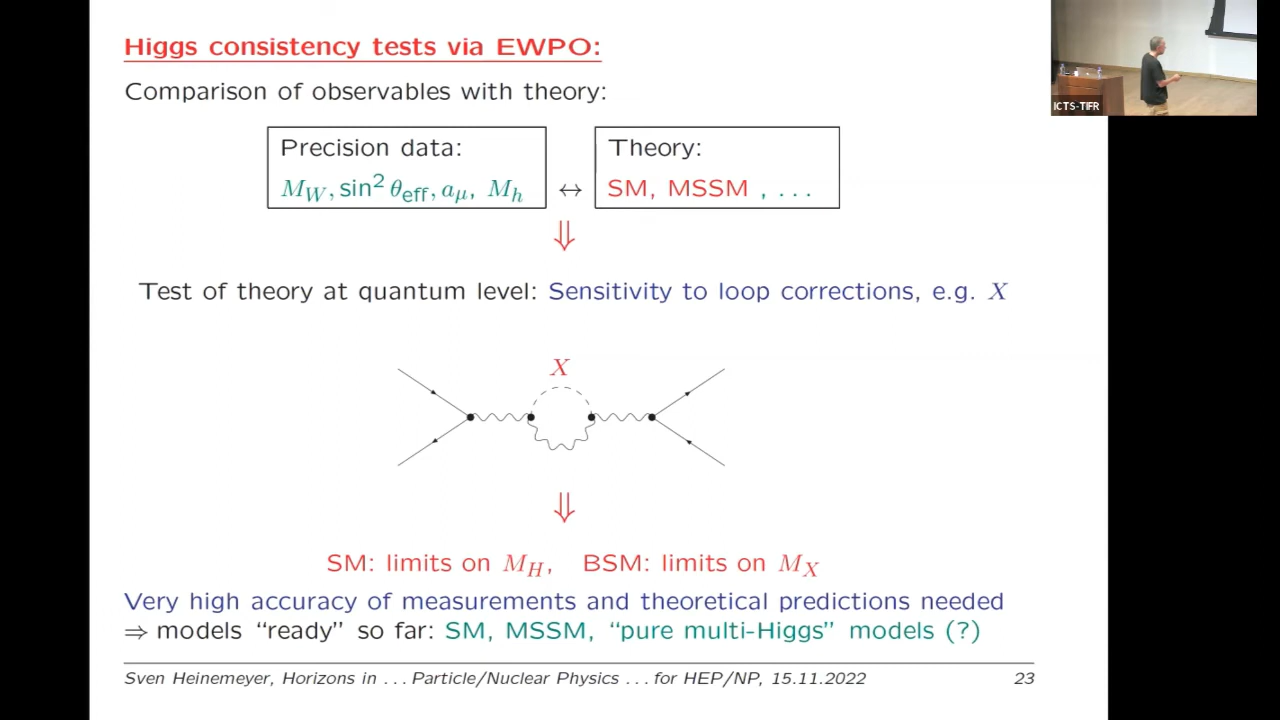 Higgs consistency tests via EWPO:
ICTS-TIFR
Comparison of observables with theory:
Precision data:
M_W, sin² θ_eff, a_μ, M_h
↔
Theory:
SM, MSSM , . . .
⇓
Test of theory at quantum level: Sensitivity to loop corrections, e.g. X
X
⇓
SM: limits on M_H, BSM: limits on M_X
Very high accuracy of measurements and theoretical predictions needed
⇒ models “ready” so far: SM, MSSM, “pure multi-Higgs” models (?)
Sven Heinemeyer, Horizons in . . . Particle/Nuclear Physics . . . for HEP/NP, 15.11.2022 23